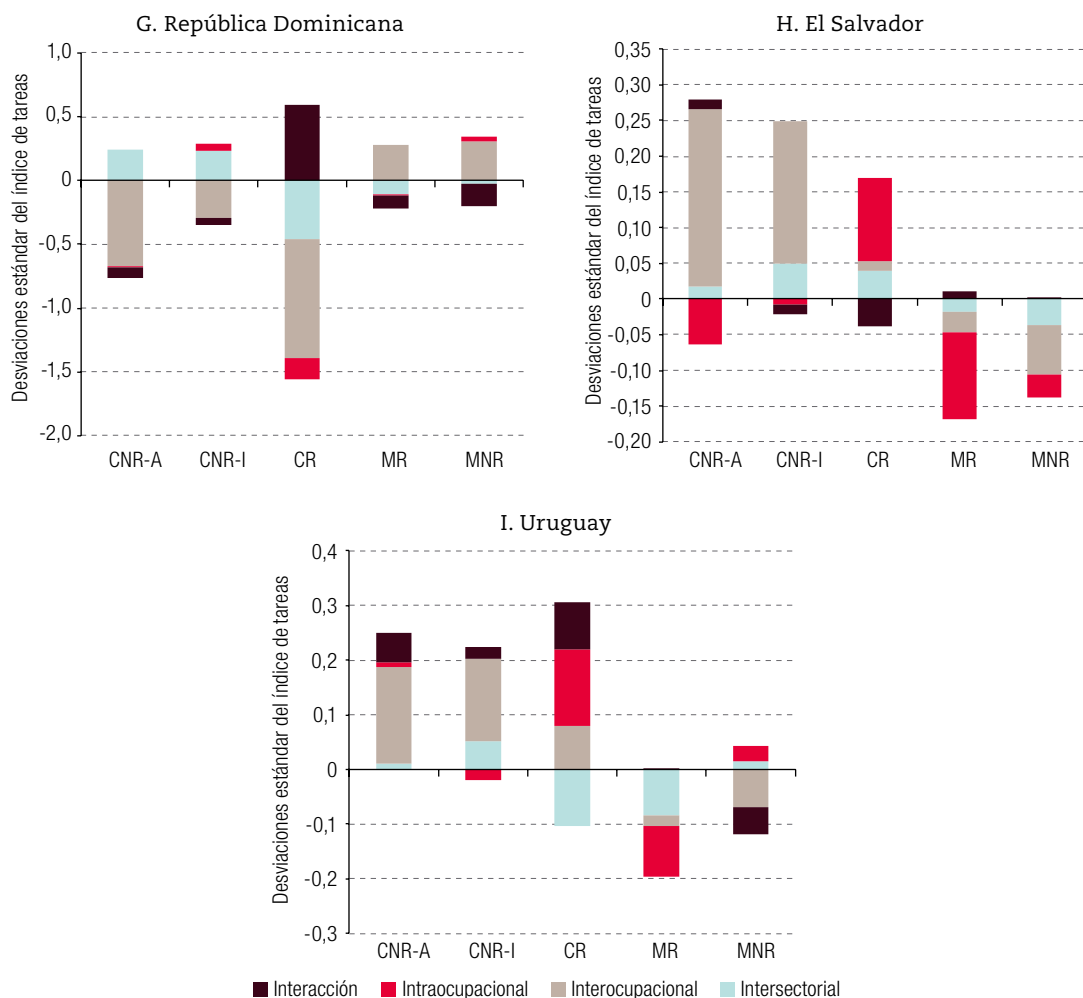 G. República Dominicana
Desviaciones estándar del índice de tareas
1,0
0,5
0
-0,5
-1,0
-1,5
-2,0
CNR-A CNR-I CR MR MNR
H. El Salvador
Desviaciones estándar del índice de tareas
0,35
0,30
0,25
0,20
0,15
0,10
0,05
0
-0,05
-0,10
-0,15
-0,20
CNR-A CNR-I CR MR MNR
I. Uruguay
Desviaciones estándar del índice de tareas
0,4
0,3
0,2
0,1
0
-0,1
-0,2
-0,3
CNR-A CNR-I CR MR MNR
Interacción Intraocupacional Interocupacional Intersectorial